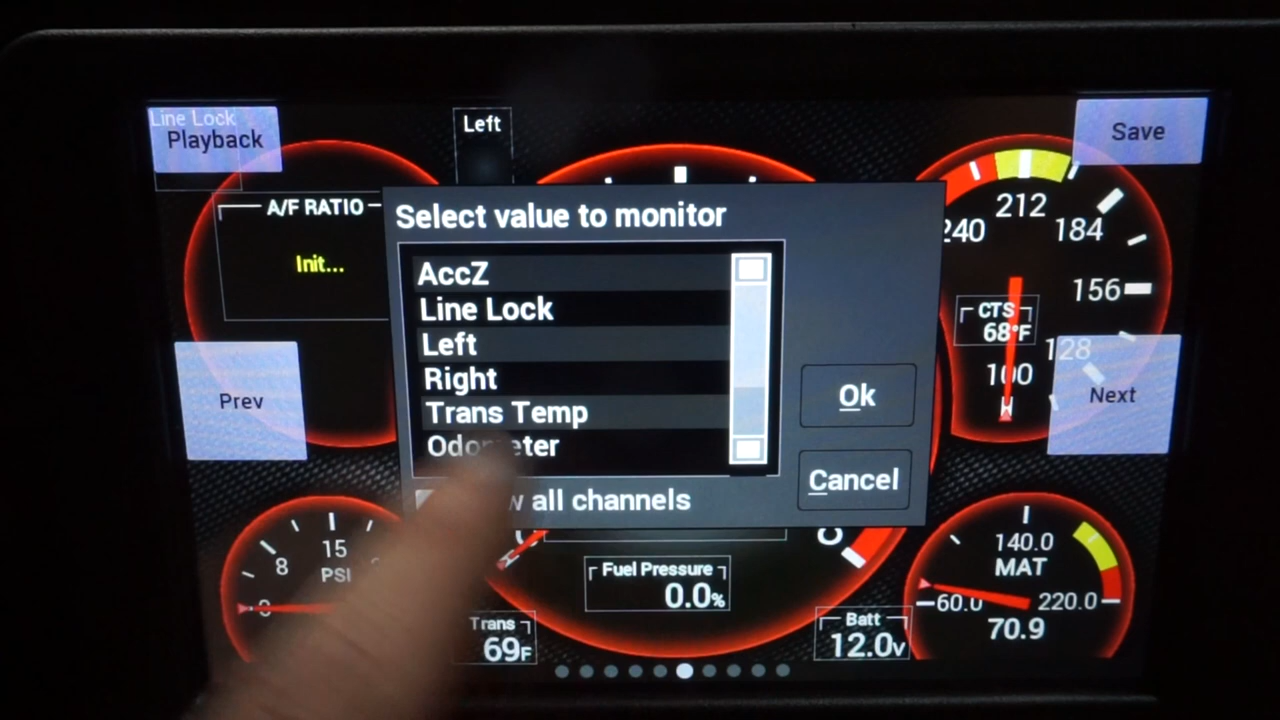 Line Lock
Playback
Left
Save
A/F RATIO
Init...
Select value to monitor
AccZ
Line Lock
Left
Right
Trans Temp
Odometer
all channels
Ok
Cancel
Prev
Next
240
212
184
156
128
100
CTS
68°F
H
15
8
0
PSI
Fuel Pressure
0.0%
Trans
69F
Batt
12.0v
140.0
MAT
60.0
220.0
70.9